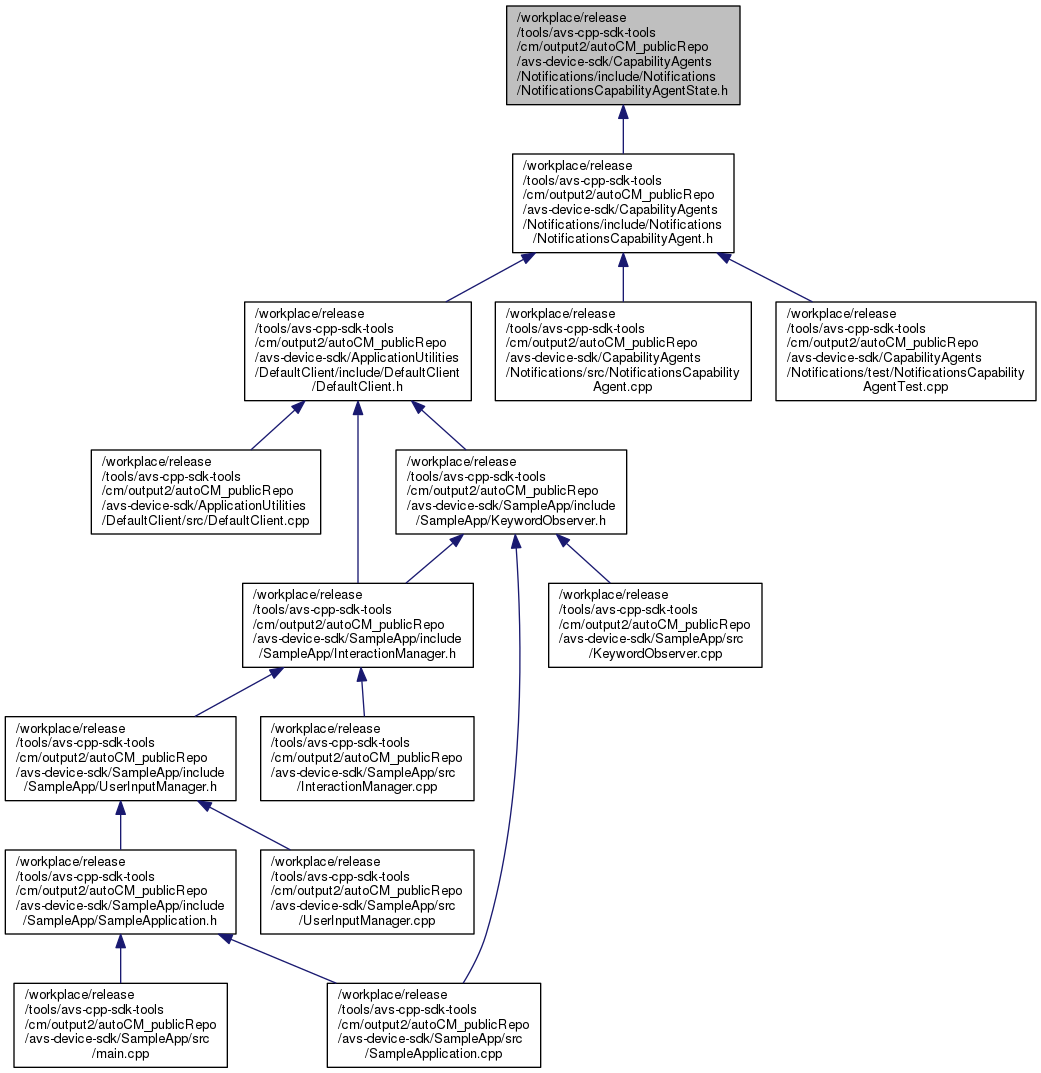 /workplace/release
/tools/avs-cpp-sdk-tools
/cm/output2/autoCM_publicRepo
/avs-device-sdk/CapabilityAgents
/Notifications/include/Notifications
/NotificationsCapabilityAgentState.h
/workplace/release
/tools/avs-cpp-sdk-tools
/cm/output2/autoCM_publicRepo
/avs-device-sdk/CapabilityAgents
/Notifications/include/Notifications
/NotificationsCapabilityAgent.h
/workplace/release
/tools/avs-cpp-sdk-tools
/cm/output2/autoCM_publicRepo
/avs-device-sdk/ApplicationUtilities
/DefaultClient/include/DefaultClient
/DefaultClient.h
/workplace/release
/tools/avs-cpp-sdk-tools
/cm/output2/autoCM_publicRepo
/avs-device-sdk/CapabilityAgents
/Notifications/src/NotificationsCapability
Agent.cpp
/workplace/release
/tools/avs-cpp-sdk-tools
/cm/output2/autoCM_publicRepo
/avs-device-sdk/CapabilityAgents
/Notifications/test/NotificationsCapability
AgentTest.cpp
/workplace/release
/tools/avs-cpp-sdk-tools
/cm/output2/autoCM_publicRepo
/avs-device-sdk/ApplicationUtilities
/DefaultClient/src/DefaultClient.cpp
/workplace/release
/tools/avs-cpp-sdk-tools
/cm/output2/autoCM_publicRepo
/avs-device-sdk/SampleApp/include
/SampleApp/KeywordObserver.h
/workplace/release
/tools/avs-cpp-sdk-tools
/cm/output2/autoCM_publicRepo
/avs-device-sdk/SampleApp/include
/SampleApp/InteractionManager.h
/workplace/release
/tools/avs-cpp-sdk-tools
/cm/output2/autoCM_publicRepo
/avs-device-sdk/SampleApp/src
/KeywordObserver.cpp
/workplace/release
/tools/avs-cpp-sdk-tools
/cm/output2/autoCM_publicRepo
/avs-device-sdk/SampleApp/include
/SampleApp/UserInputManager.h
/workplace/release
/tools/avs-cpp-sdk-tools
/cm/output2/autoCM_publicRepo
/avs-device-sdk/SampleApp/src
/InteractionManager.cpp
/workplace/release
/tools/avs-cpp-sdk-tools
/cm/output2/autoCM_publicRepo
/avs-device-sdk/SampleApp/include
/SampleApp/SampleApplication.h
/workplace/release
/tools/avs-cpp-sdk-tools
/cm/output2/autoCM_publicRepo
/avs-device-sdk/SampleApp/src
/UserInputManager.cpp
/workplace/release
/tools/avs-cpp-sdk-tools
/cm/output2/autoCM_publicRepo
/avs-device-sdk/SampleApp/src
/main.cpp
/workplace/release
/tools/avs-cpp-sdk-tools
/cm/output2/autoCM_publicRepo
/avs-device-sdk/SampleApp/src
/SampleApplication.cpp